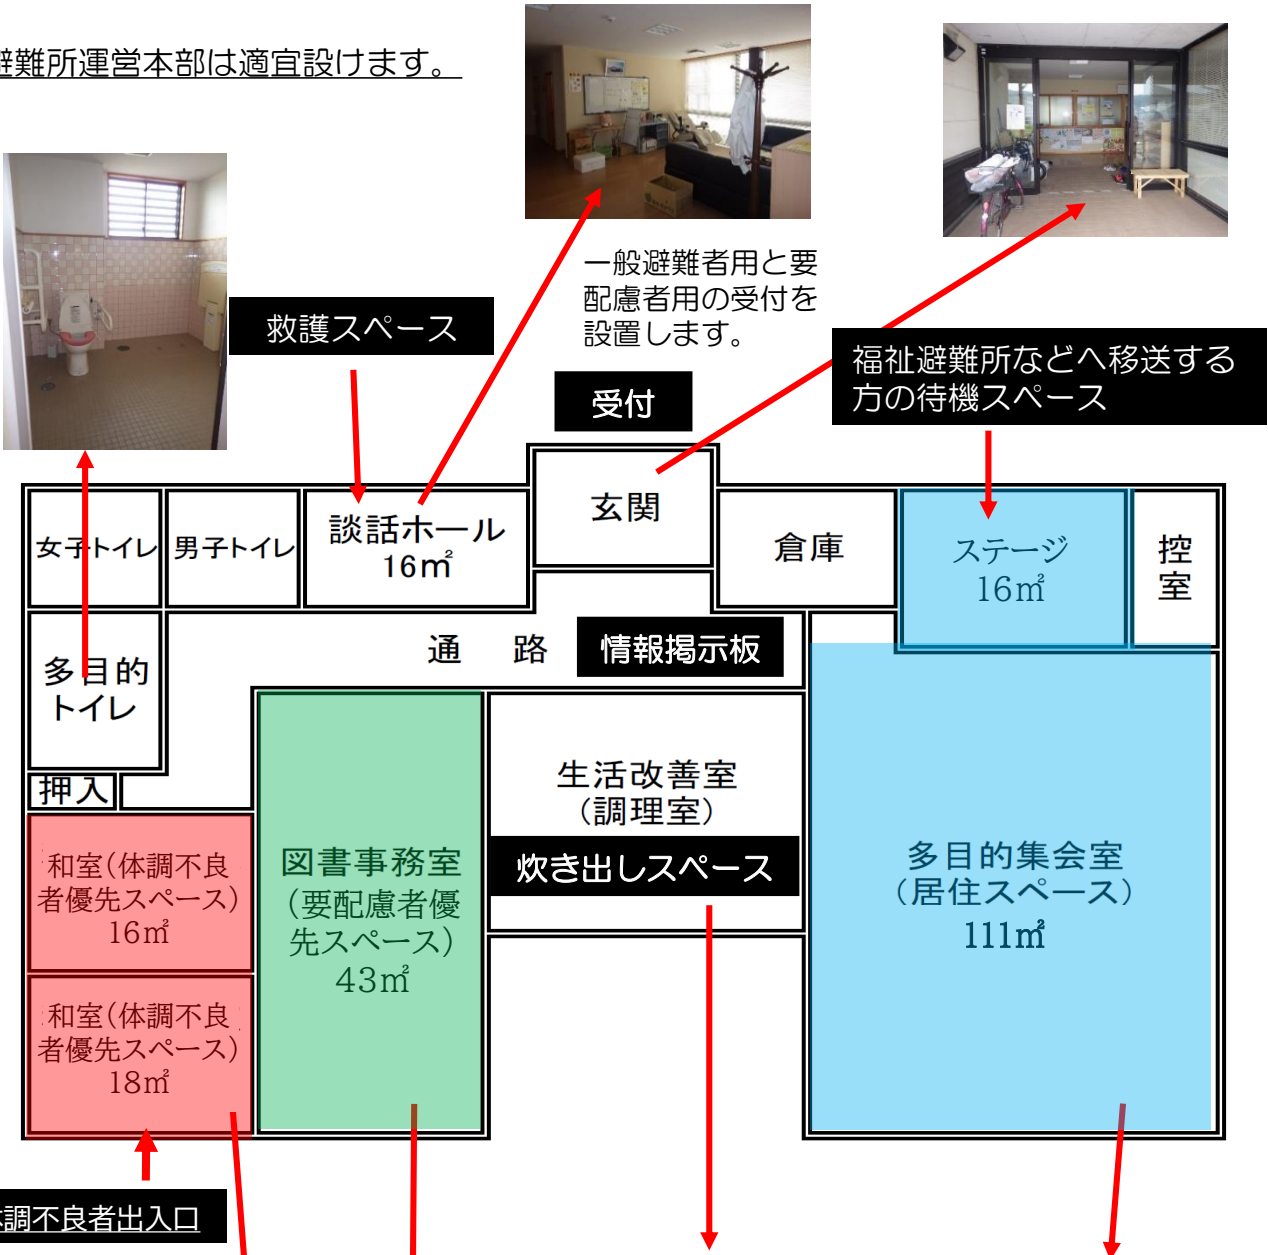 避難所運営本部は適宜設けます。
一般避難者用と要
配慮者用の受付を
設置します。
救護スペース
福祉避難所などへ移送する
方の待機スペース
受付
玄関
女子トイレ
男子トイレ
談話ホール
16㎡
倉庫
ステージ
16㎡
控
室
通　路
情報掲示板
多目的
トイレ
押入
生活改善室
（調理室）
炊き出しスペース
図書事務室
（要配慮者優
先スペース）
43㎡
多目的集会室
（居住スペース）
111㎡
和室（体調不良
者優先スペース）
16㎡
和室（体調不良
者優先スペース）
18㎡
体調不良者出入口